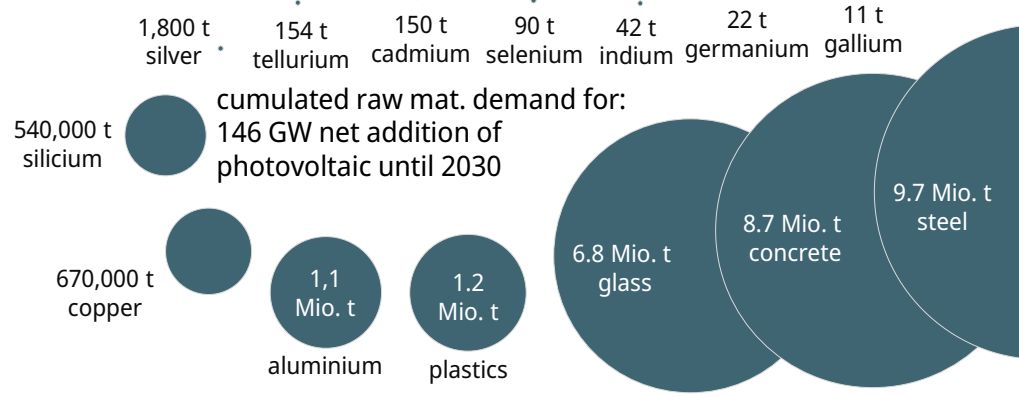 1,800 t
silver
154 t
tellurium
150 t
cadmium
90 t
selenium
42 t
indium
22 t
germanium
11 t
gallium
cumulated raw mat. demand for:
146 GW net addition of
photovoltaic until 2030
540,000 t
silicium
670,000 t
copper
1,1
Mio. t
aluminium
1.2
Mio. t
plastics
6.8 Mio. t
glass
8.7 Mio. t
concrete
9.7 Mio. t
steel